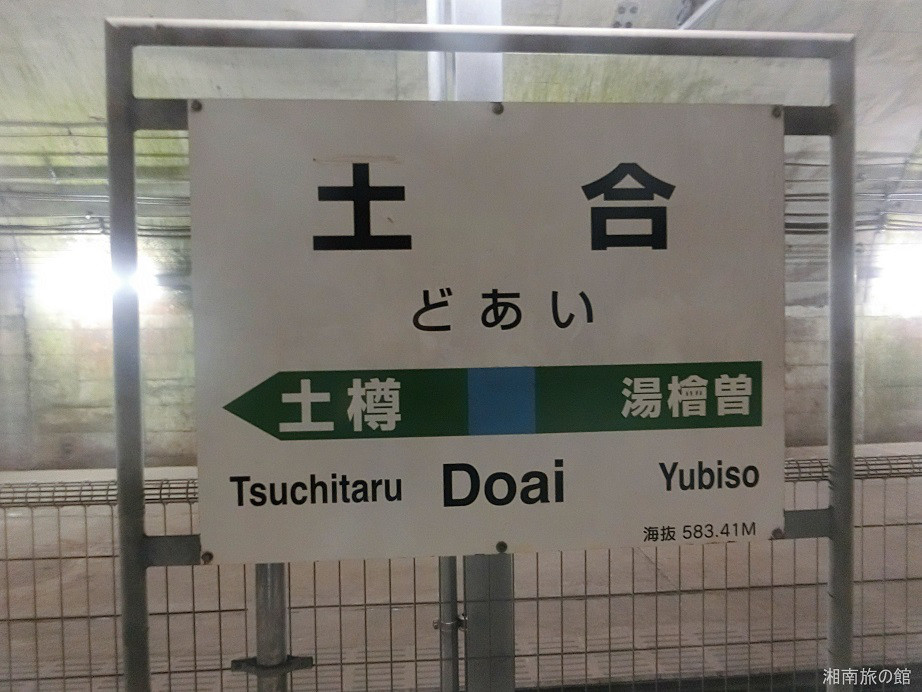 土合
どあい
土樽 湯檜曽
Tsuchitaru Doai Yubiso
海抜 583.41M
湘南旅の館